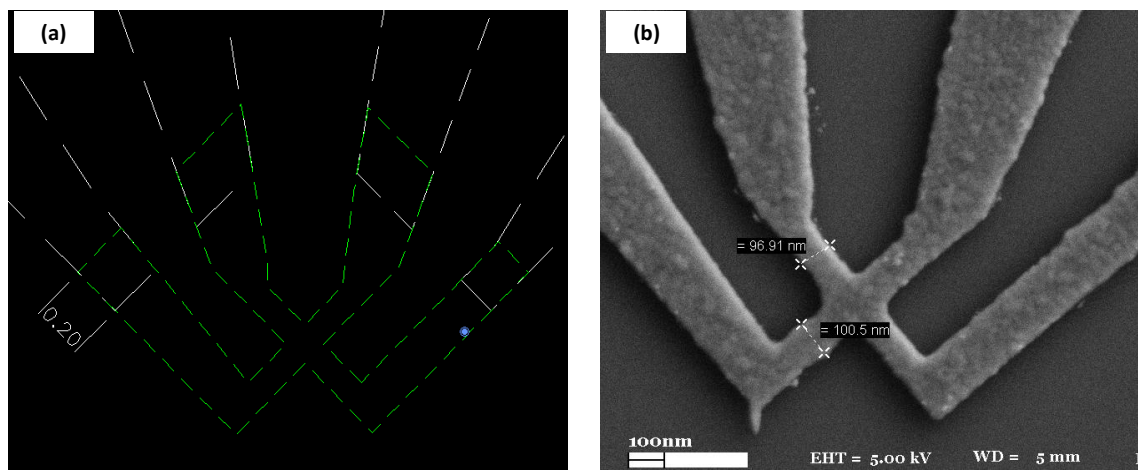 (a)
0.20
(b)
= 96.91 nm
= 100.5 nm
100nm
EHT = 5.00 kV
WD = 5 mm